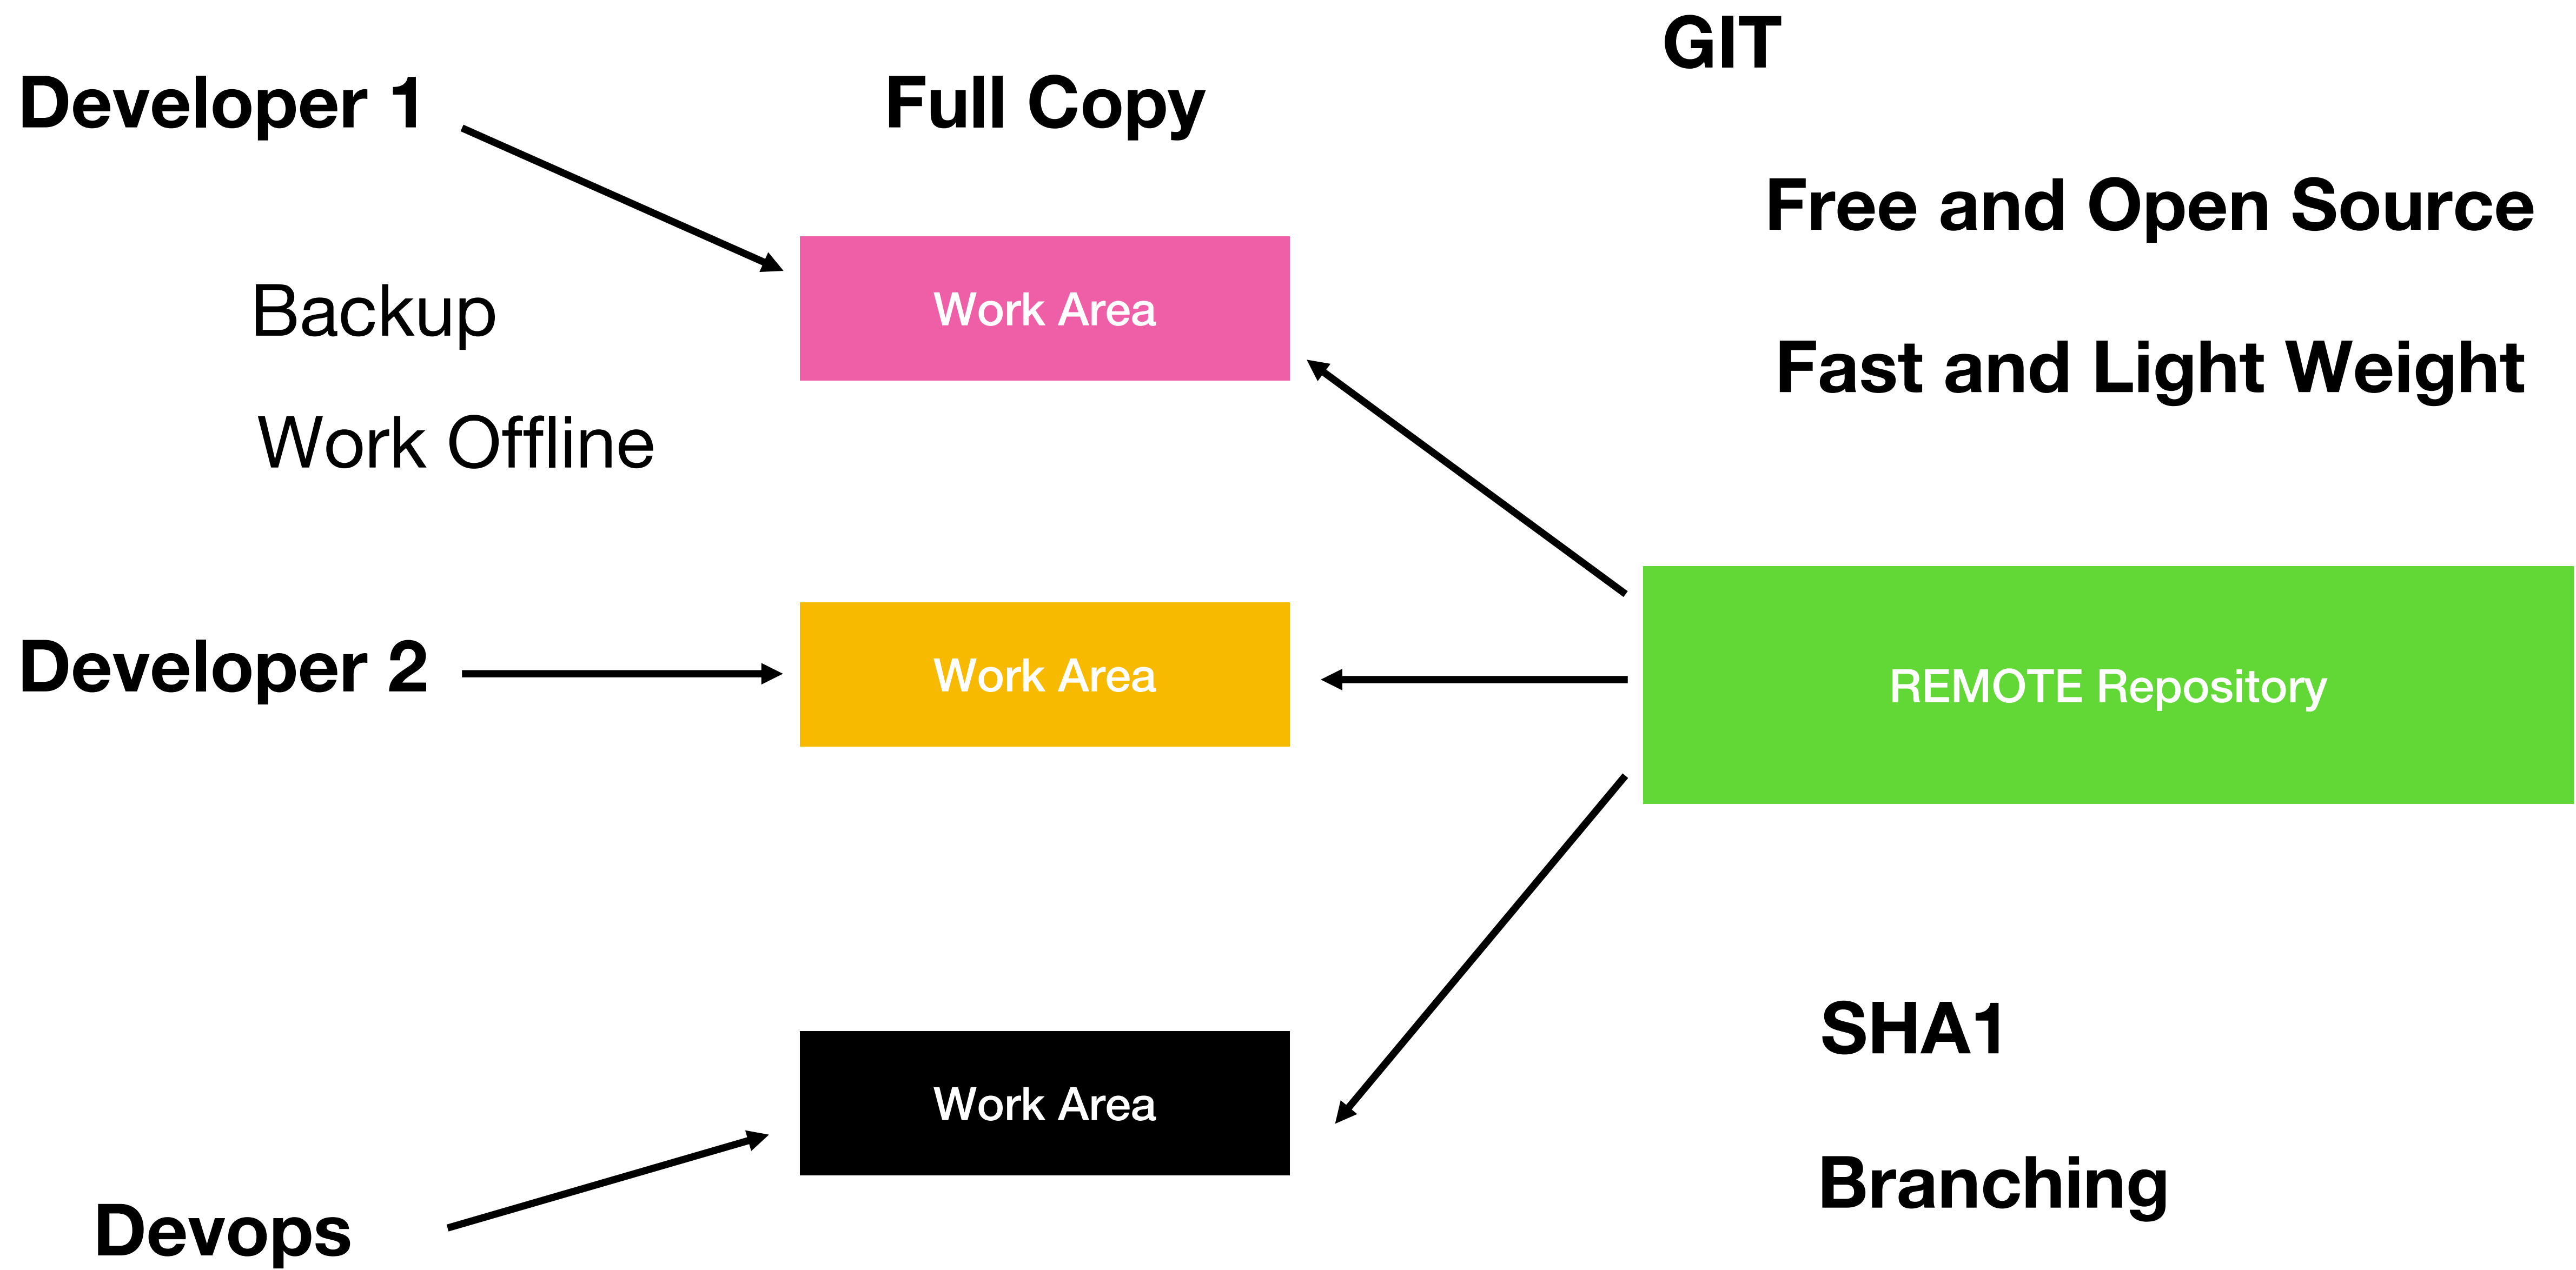 GIT
Developer 1
Full Copy
Free and Open Source
Work Area
Backup
Fast and Light Weight
Work Offline
Developer 2
Work Area
REMOTE Repository
SHA1
Work Area
Branching
Devops